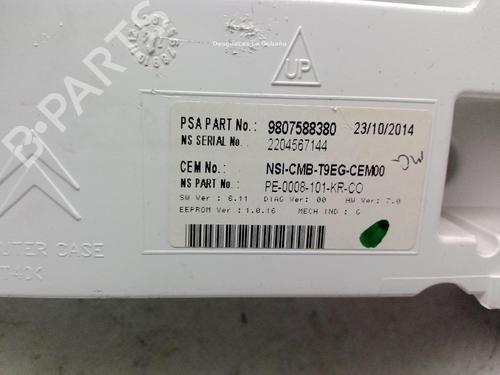 Desguaces La Cabaña
UP
B-PARTS
PSA PART No.: 9807588380 23/10/2014
NS SERIAL No.: 2204567144
CEM No.: NSI-CMB-T9EG-CEM00
NS PART No.: PE-0008-101-KR-CO
SW Ver : 6.11 DIAG Ver: 00 HW Ver: 7.0
EEPROM Ver : 1.0.16 MECH IND : G
OUTER CASE